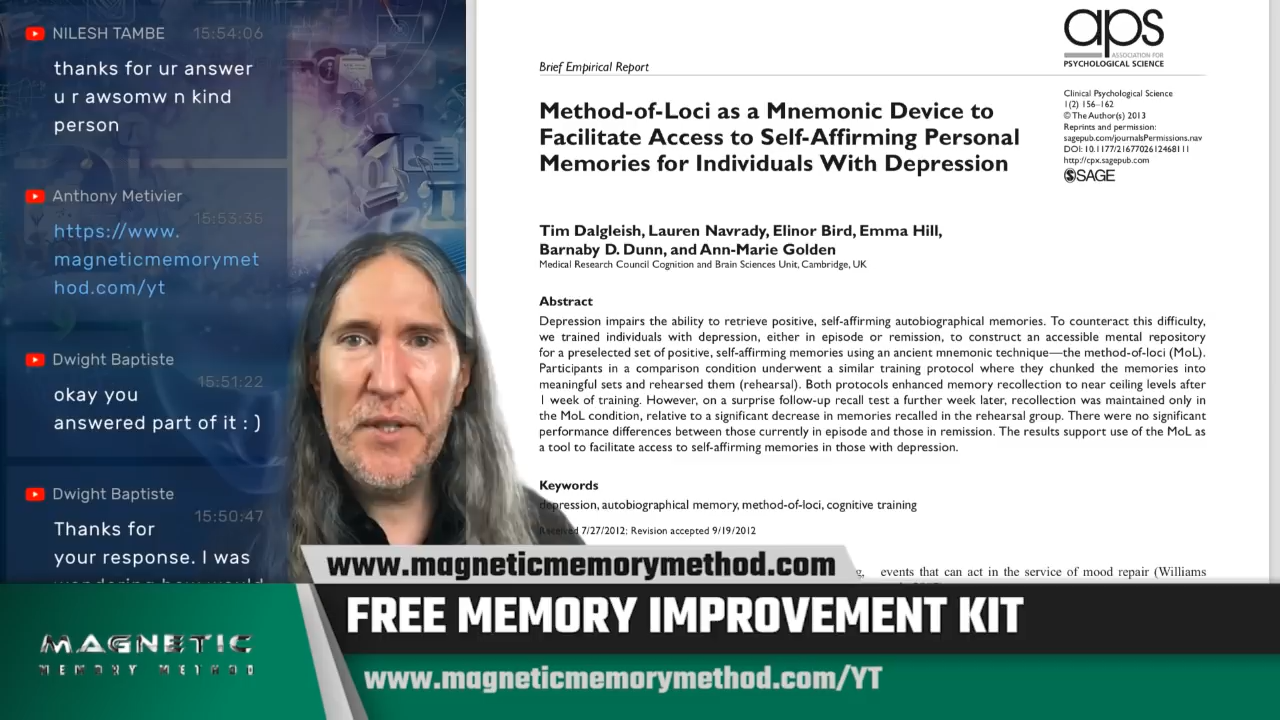 NILESH TAMBE 15:54:06
thanks for ur answer
u r awsomw n kind
person
Anthony Metivier
15:53:35
https://www.
magneticmemorymet
hod.com/yt
Dwight Baptiste
15:51:22
okay you
answered part of it : )
Dwight Baptiste
15:50:47
Thanks for
your response. I was
wondering how would
Brief Empirical Report
aps
ASSOCIATION FOR
PSYCHOLOGICAL SCIENCE
Method-of-Loci as a Mnemonic Device to
Facilitate Access to Self-Affirming Personal
Memories for Individuals With Depression
Clinical Psychological Science
1(2) 156–162
© The Author(s) 2013
Reprints and permission:
sagepub.com/journalsPermissions.nav
DOI: 10.1177/2167702612468111
http://cpx.sagepub.com
SAGE
Tim Dalgleish, Lauren Navrady, Elinor Bird, Emma Hill,
Barnaby D. Dunn, and Ann-Marie Golden
Medical Research Council Cognition and Brain Sciences Unit, Cambridge, UK
Abstract
Depression impairs the ability to retrieve positive, self-affirming autobiographical memories. To counteract this difficulty,
we trained individuals with depression, either in episode or remission, to construct an accessible mental repository
for a preselected set of positive, self-affirming memories using an ancient mnemonic technique—the method-of-loci (MoL).
Participants in a comparison condition underwent a similar training protocol where they chunked the memories into
meaningful sets and rehearsed them (rehearsal). Both protocols enhanced memory recollection to near ceiling levels after
1 week of training. However, on a surprise follow-up recall test a further week later, recollection was maintained only in
the MoL condition, relative to a significant decrease in memories recalled in the rehearsal group. There were no significant
performance differences between those currently in episode and those in remission. The results support use of the MoL as
a tool to facilitate access to self-affirming memories in those with depression.
Keywords
depression, autobiographical memory, method-of-loci, cognitive training
Received 7/27/2012; Revision accepted 9/19/2012
events that can act in the service of mood repair (Williams
www.magneticmemorymethod.com
FREE MEMORY IMPROVEMENT KIT
www.magneticmemorymethod.com/YT
MAGNETIC
MEMORY METHOD